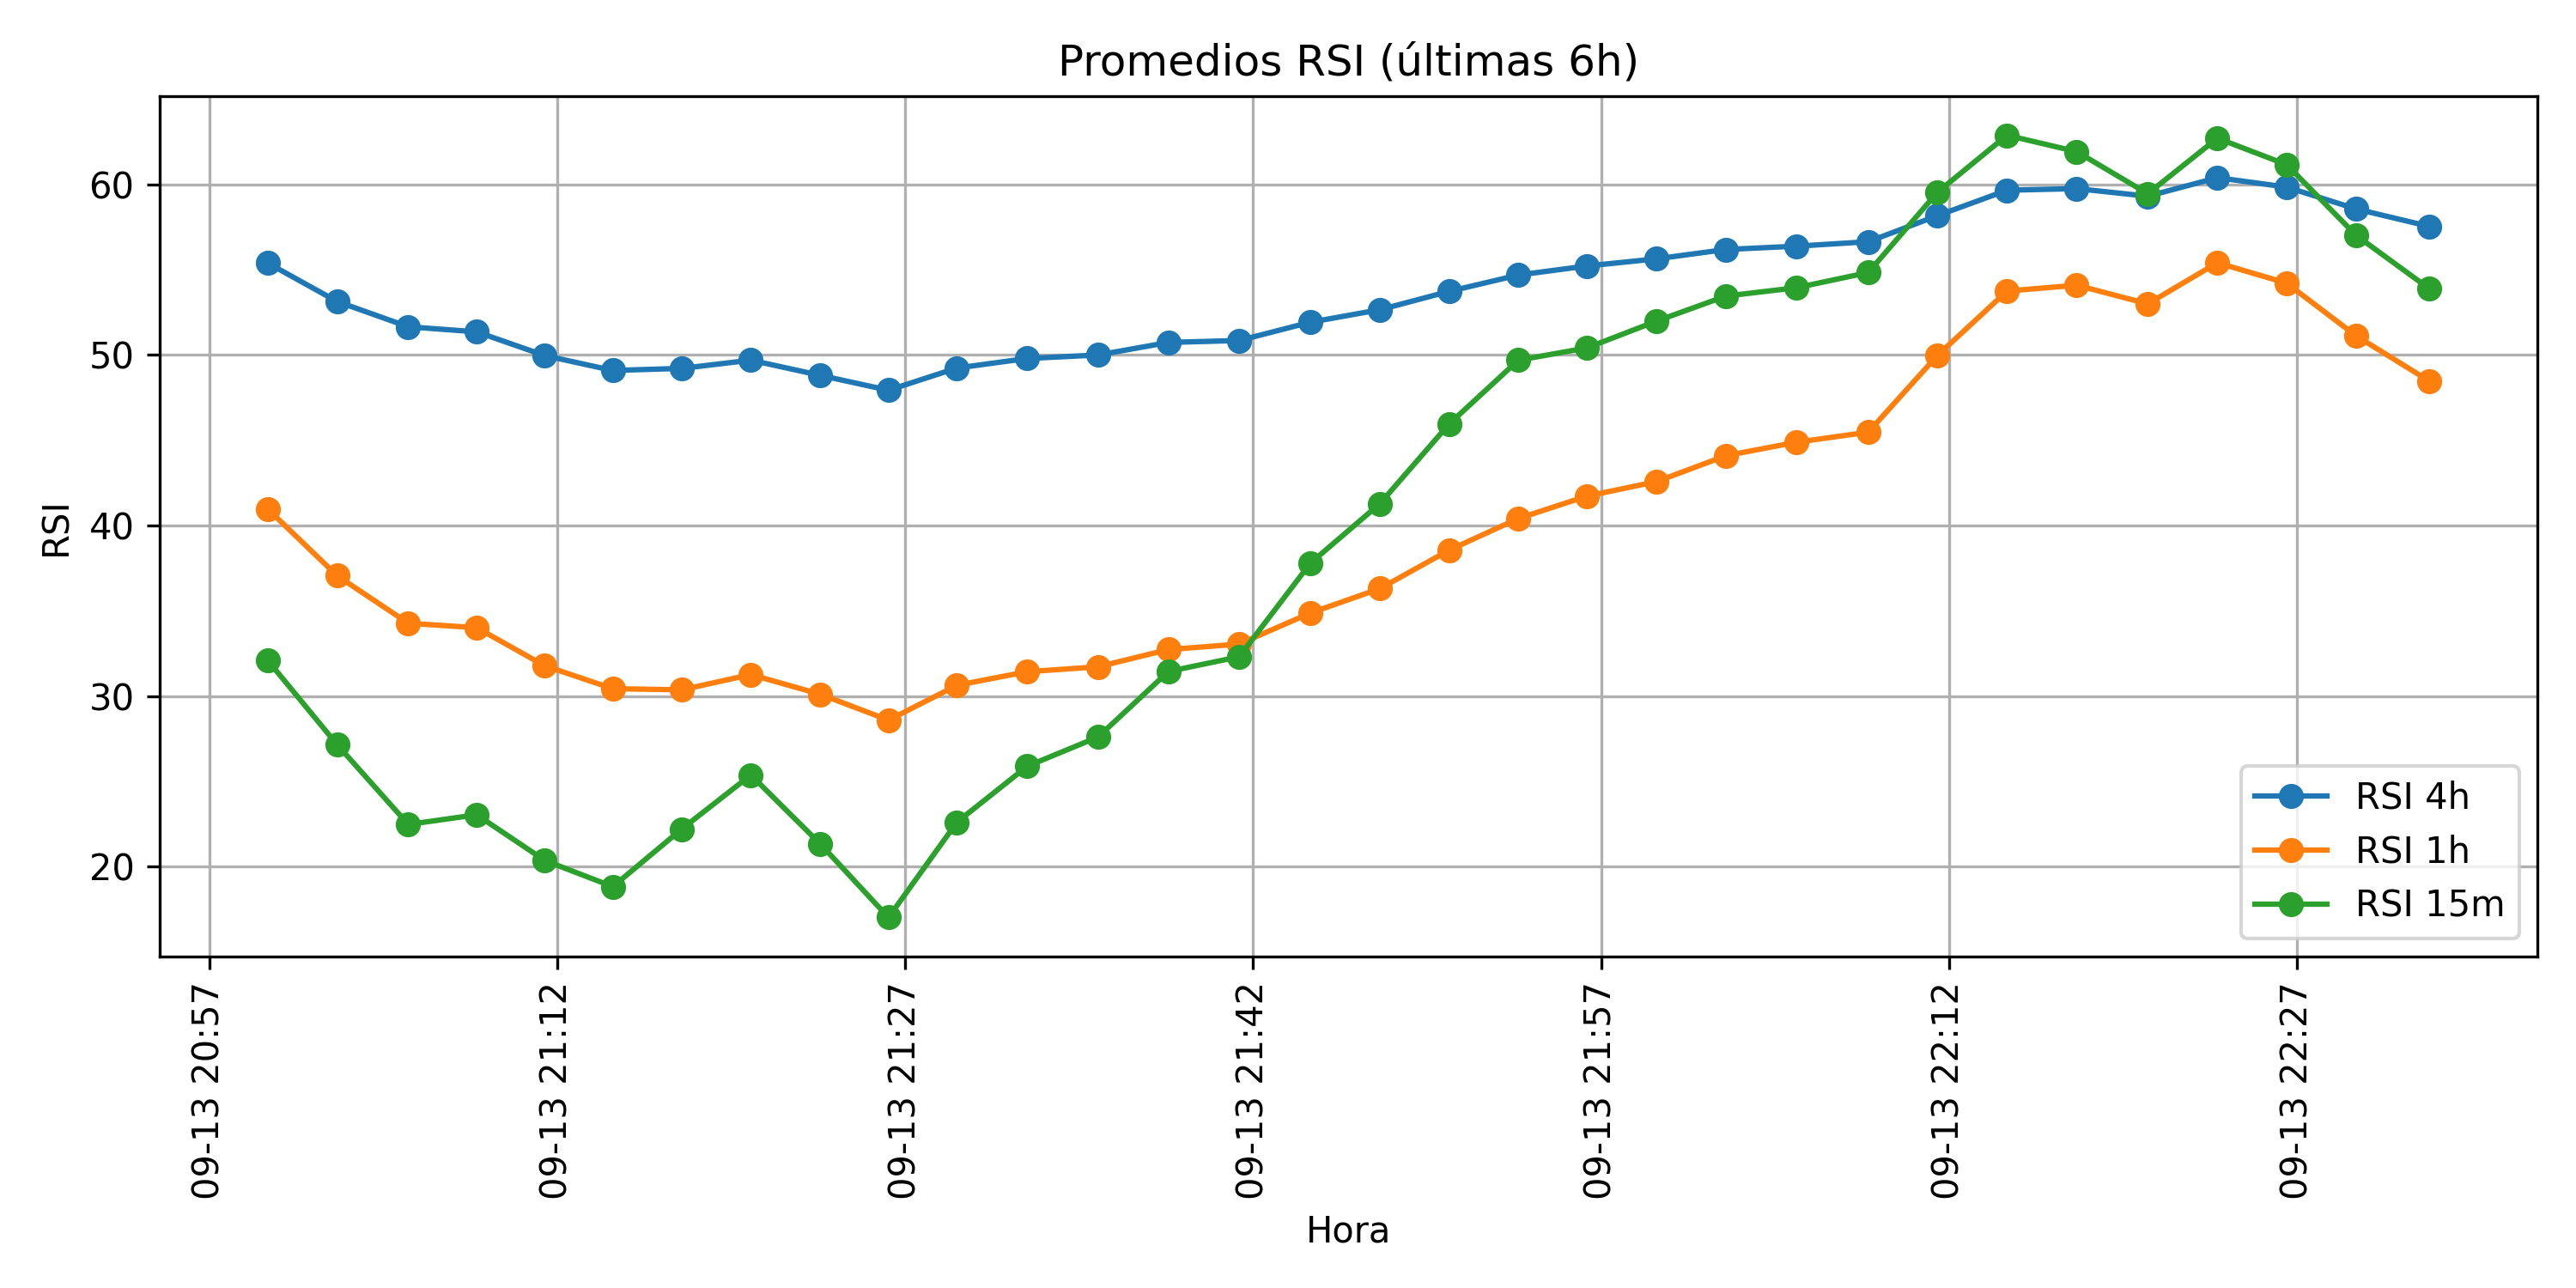 Promedios RSI (últimas 6h)
RSI
60
50
40
30
20
RSI 4h
RSI 1h
RSI 15m
09-13 20:57
09-13 21:12
09-13 21:27
09-13 21:42
09-13 21:57
09-13 22:12
09-13 22:27
Hora